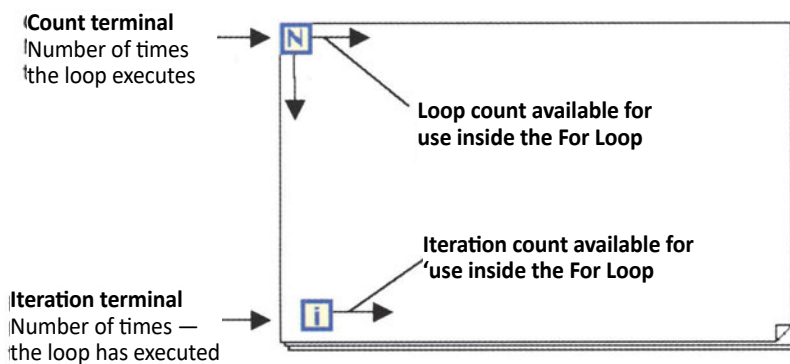 Count terminal
Number of times
the loop executes
N
Loop count available for
use inside the For Loop
Iteration count available for
‘use inside the For Loop
Iteration terminal
Number of times —
the loop has executed
i